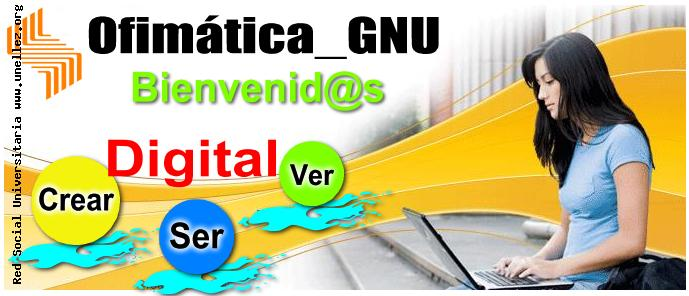 Ofimática_GNU
Bienvenid@s
Digital
Crear
Ser
Ver
Red Social Universitaria www.unellez.org